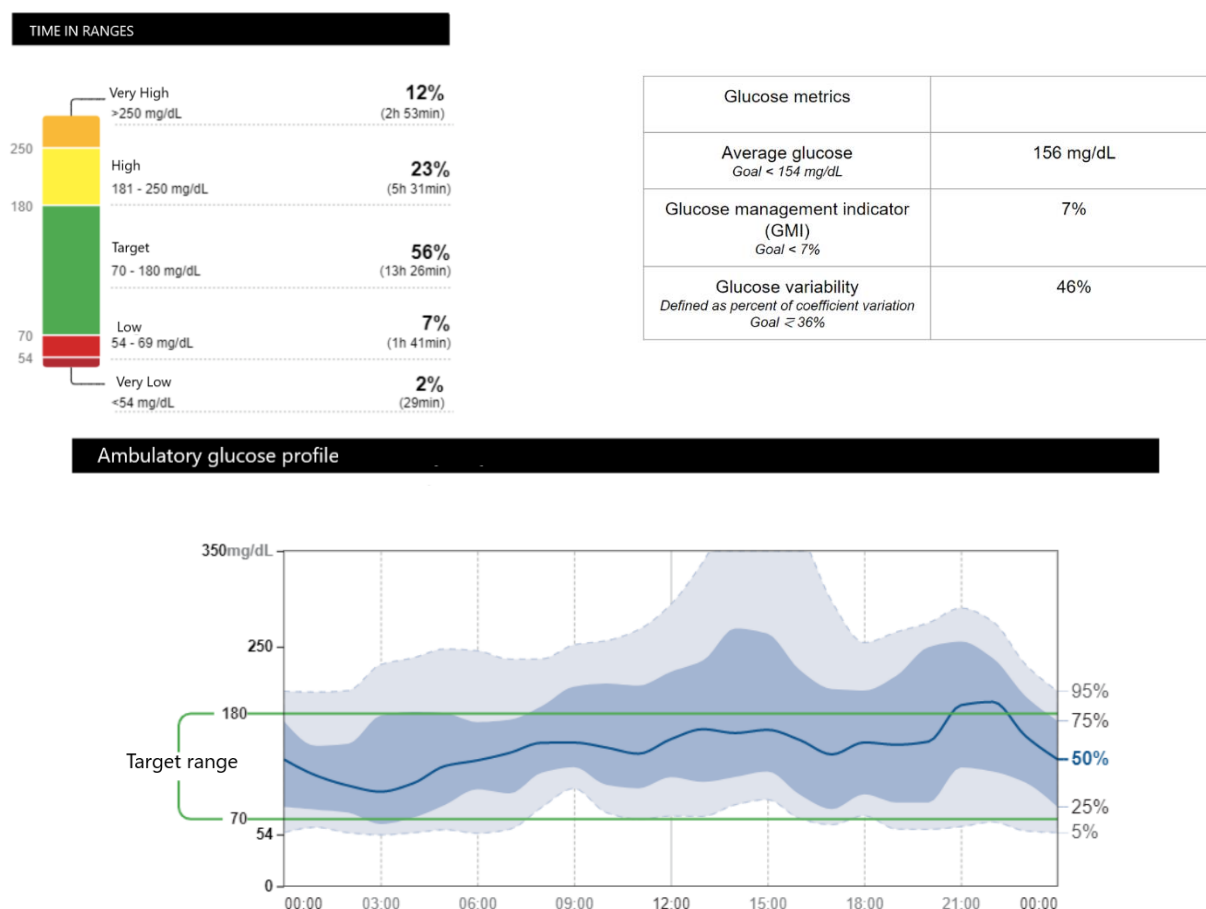 TIME IN RANGES
Very High
>250 mg/dL
12%
(2h 53min)
250
High
181 - 250 mg/dL
23%
(5h 31min)
180
Target
70 - 180 mg/dL
56%
(13h 26min)
70
Low
54 - 69 mg/dL
7%
(1h 41min)
54
Very Low
<54 mg/dL
2%
(29min)
Glucose metrics
Average glucose
Goal < 154 mg/dL
156 mg/dL
Glucose management indicator
(GMI)
Goal < 7%
7%
Glucose variability
Defined as percent of coefficient variation
Goal ≤ 36%
46%
Ambulatory glucose profile
350mg/dL
250
180
Target range
70
54
0
95%
75%
50%
25%
5%
00:00 03:00 06:00 09:00 12:00 15:00 18:00 21:00 00:00